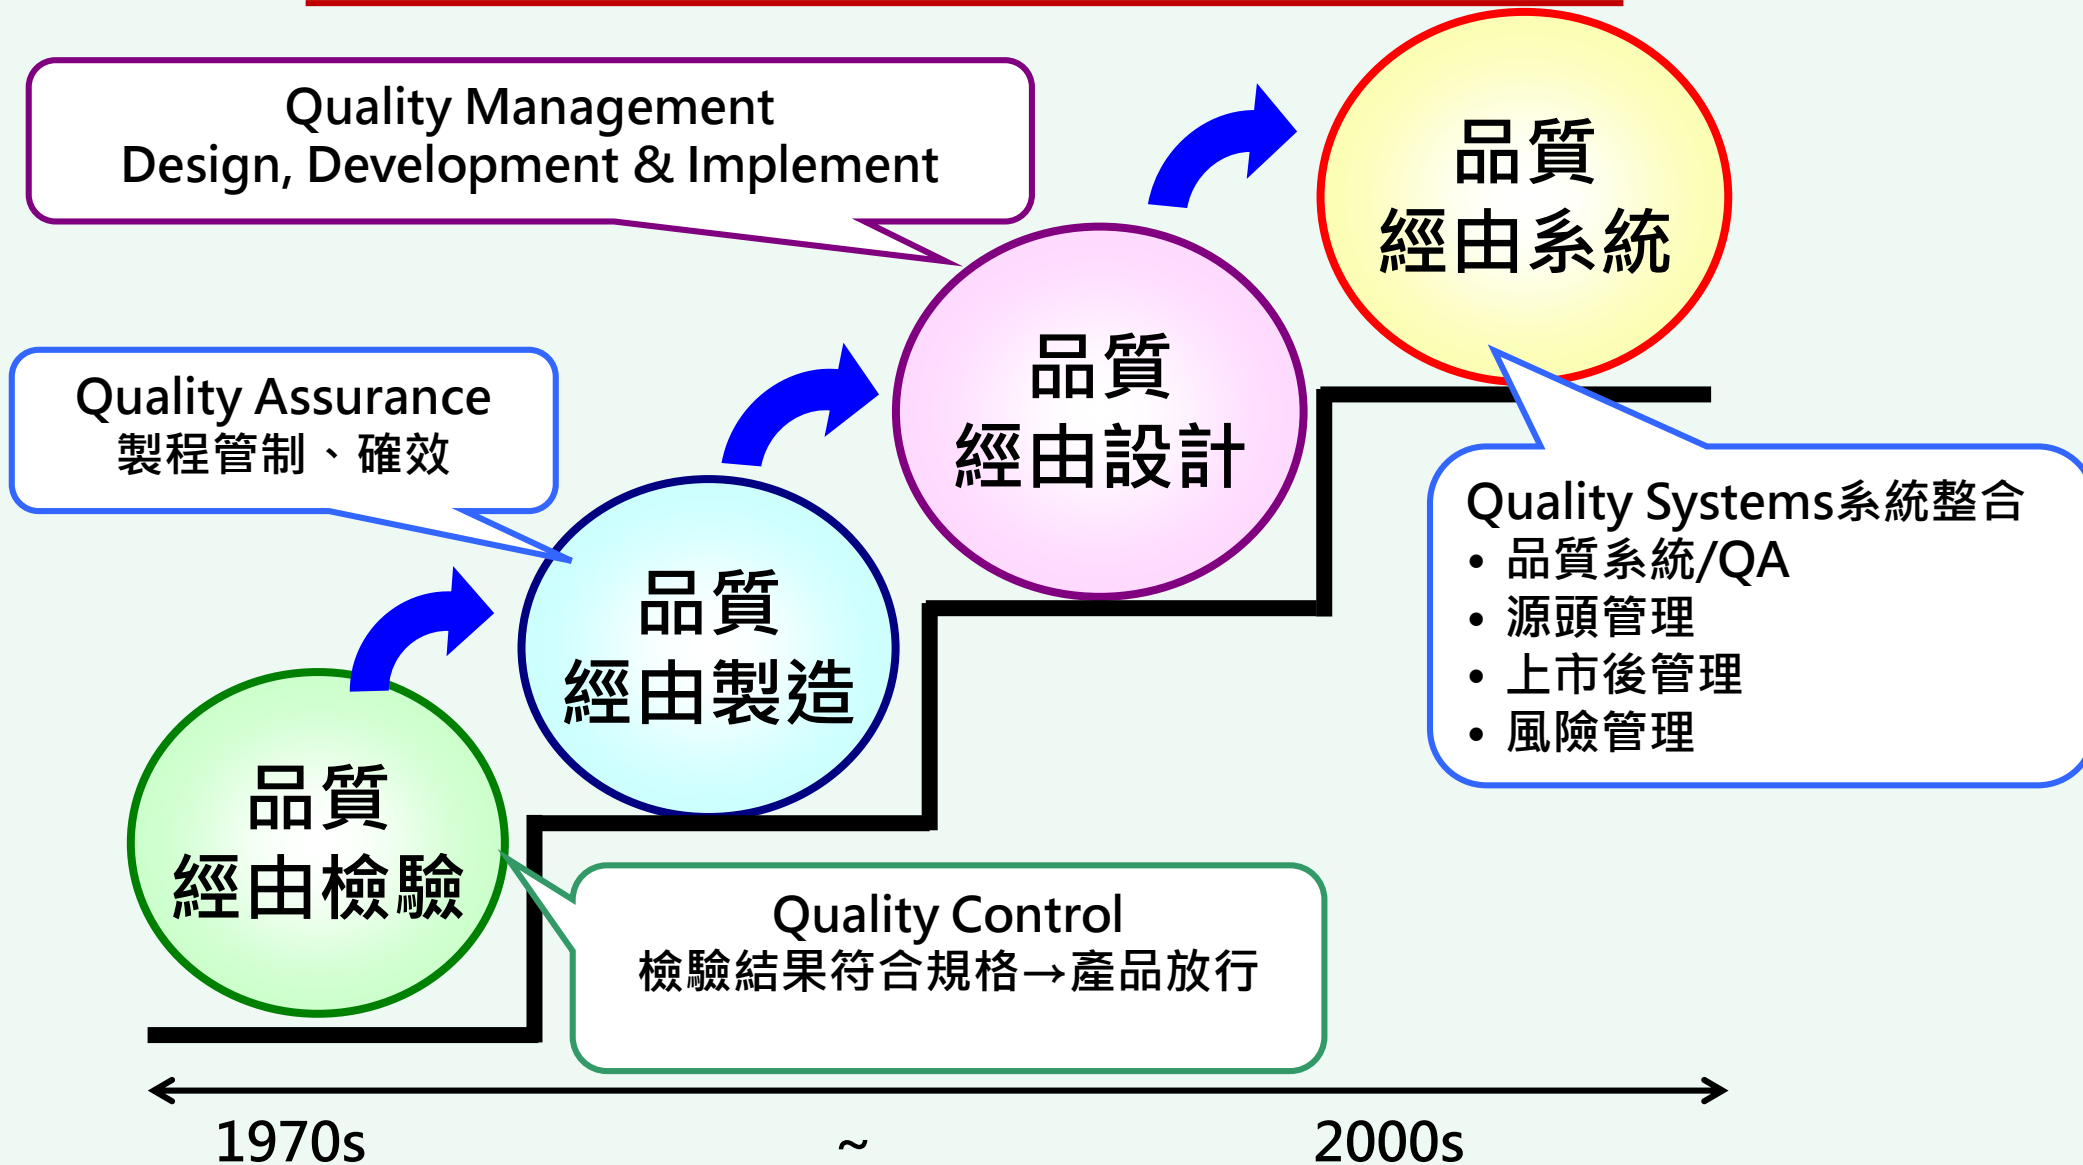 Quality Management
Design, Development & Implement
品質
經由系統
品質
經由設計
Quality Assurance
製程管制、確效
Quality Systems系統整合
• 品質系統/QA
• 源頭管理
• 上市後管理
• 風險管理
品質
經由製造
品質
經由檢驗
Quality Control
檢驗結果符合規格→產品放行
1970s ~ 2000s